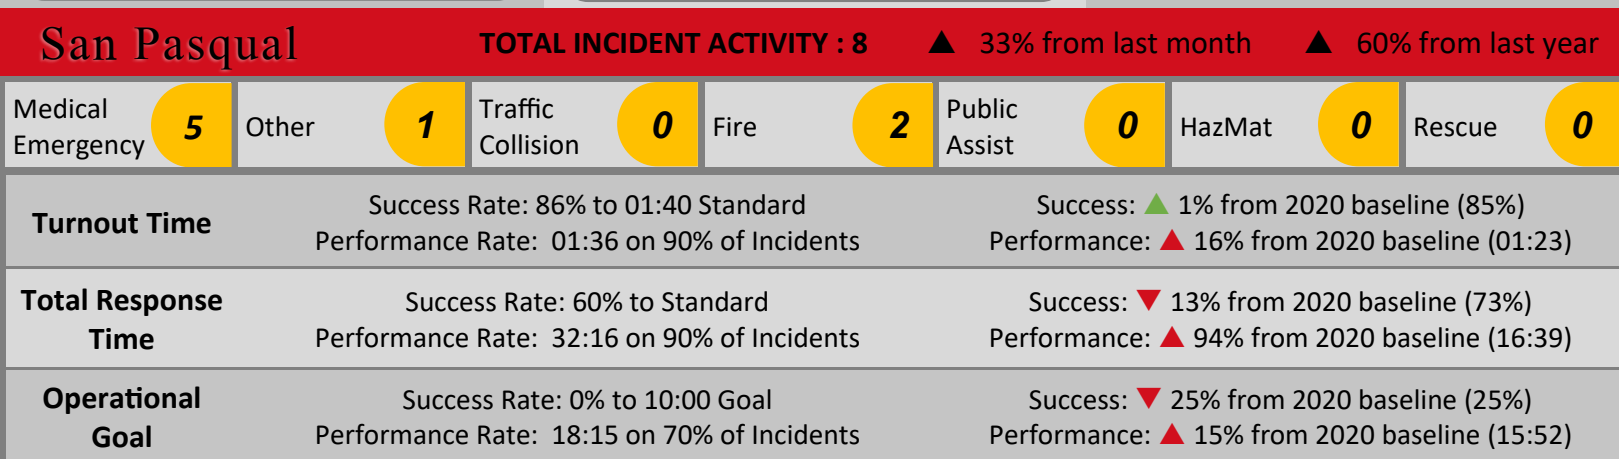 San Pasqual
TOTAL INCIDENT ACTIVITY : 8 ▲ 33% from last month ▲ 60% from last year
Medical
Emergency
5
Other
1
Traffic
Collision
0
Fire
2
Public
Assist
0
HazMat
0
Rescue
0
Turnout Time
Success Rate: 86% to 01:40 Standard
Performance Rate: 01:36 on 90% of Incidents
Success: ▲ 1% from 2020 baseline (85%)
Performance: ▲ 16% from 2020 baseline (01:23)
Total Response
Time
Success Rate: 60% to Standard
Performance Rate: 32:16 on 90% of Incidents
Success: ▼ 13% from 2020 baseline (73%)
Performance: ▲ 94% from 2020 baseline (16:39)
Operational
Goal
Success Rate: 0% to 10:00 Goal
Performance Rate: 18:15 on 70% of Incidents
Success: ▼ 25% from 2020 baseline (25%)
Performance: ▲ 15% from 2020 baseline (15:52)